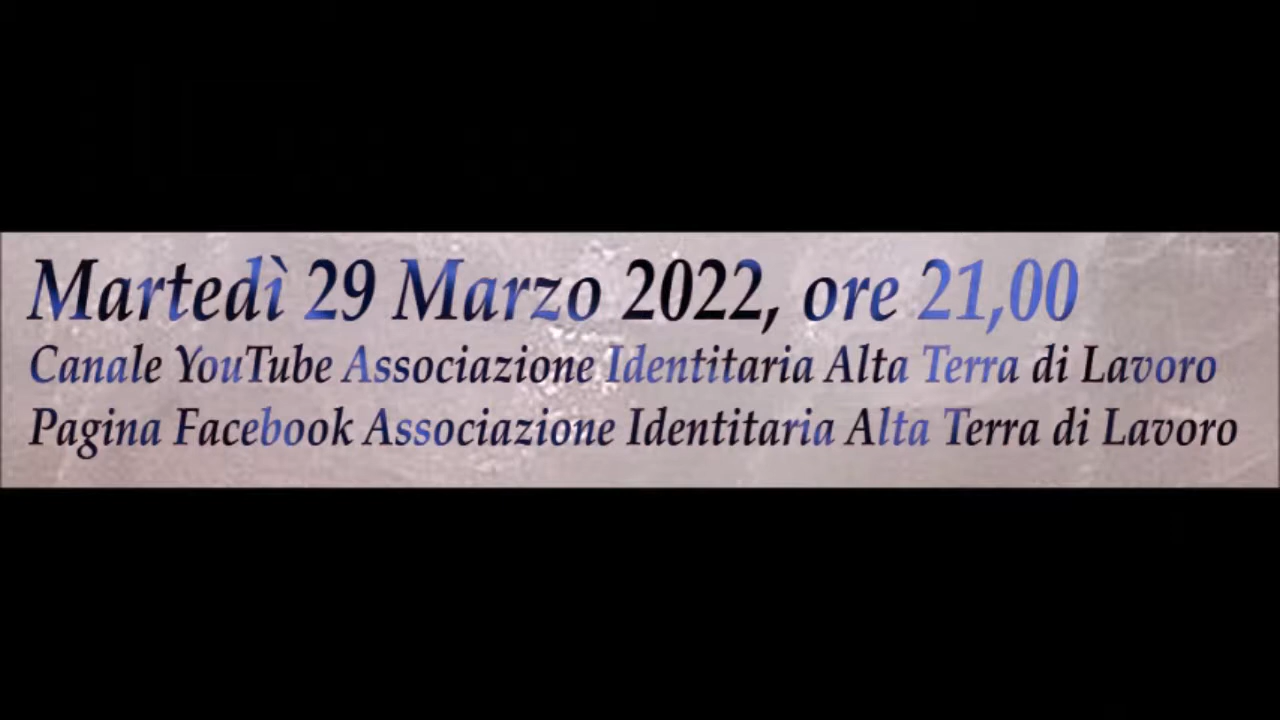 Martedì 29 Marzo 2022, ore 21,00
Canale YouTube Associazione Identitaria Alta Terra di Lavoro
Pagina Facebook Associazione Identitaria Alta Terra di Lavoro